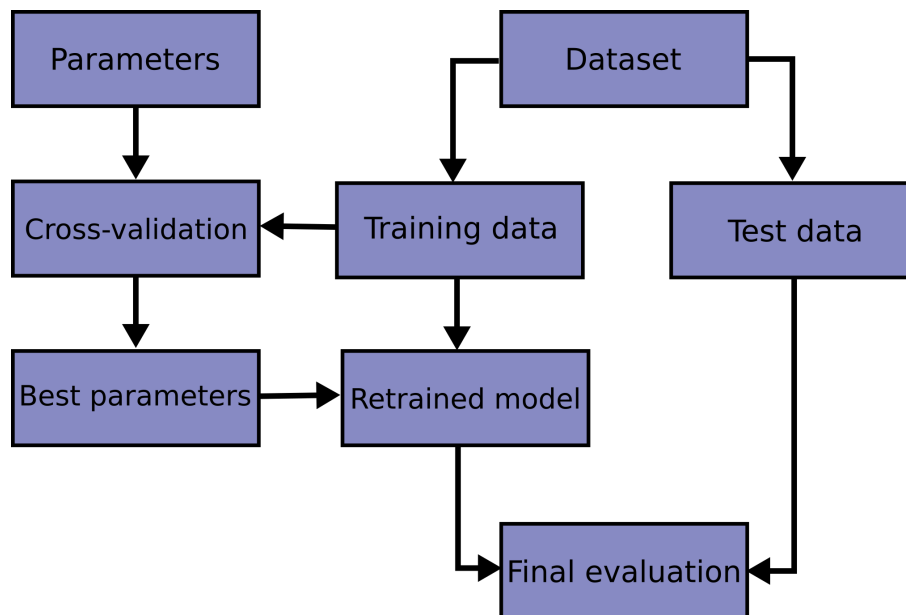 Parameters
Dataset
Cross-validation
Training data
Test data
Best parameters
Retrained model
Final evaluation